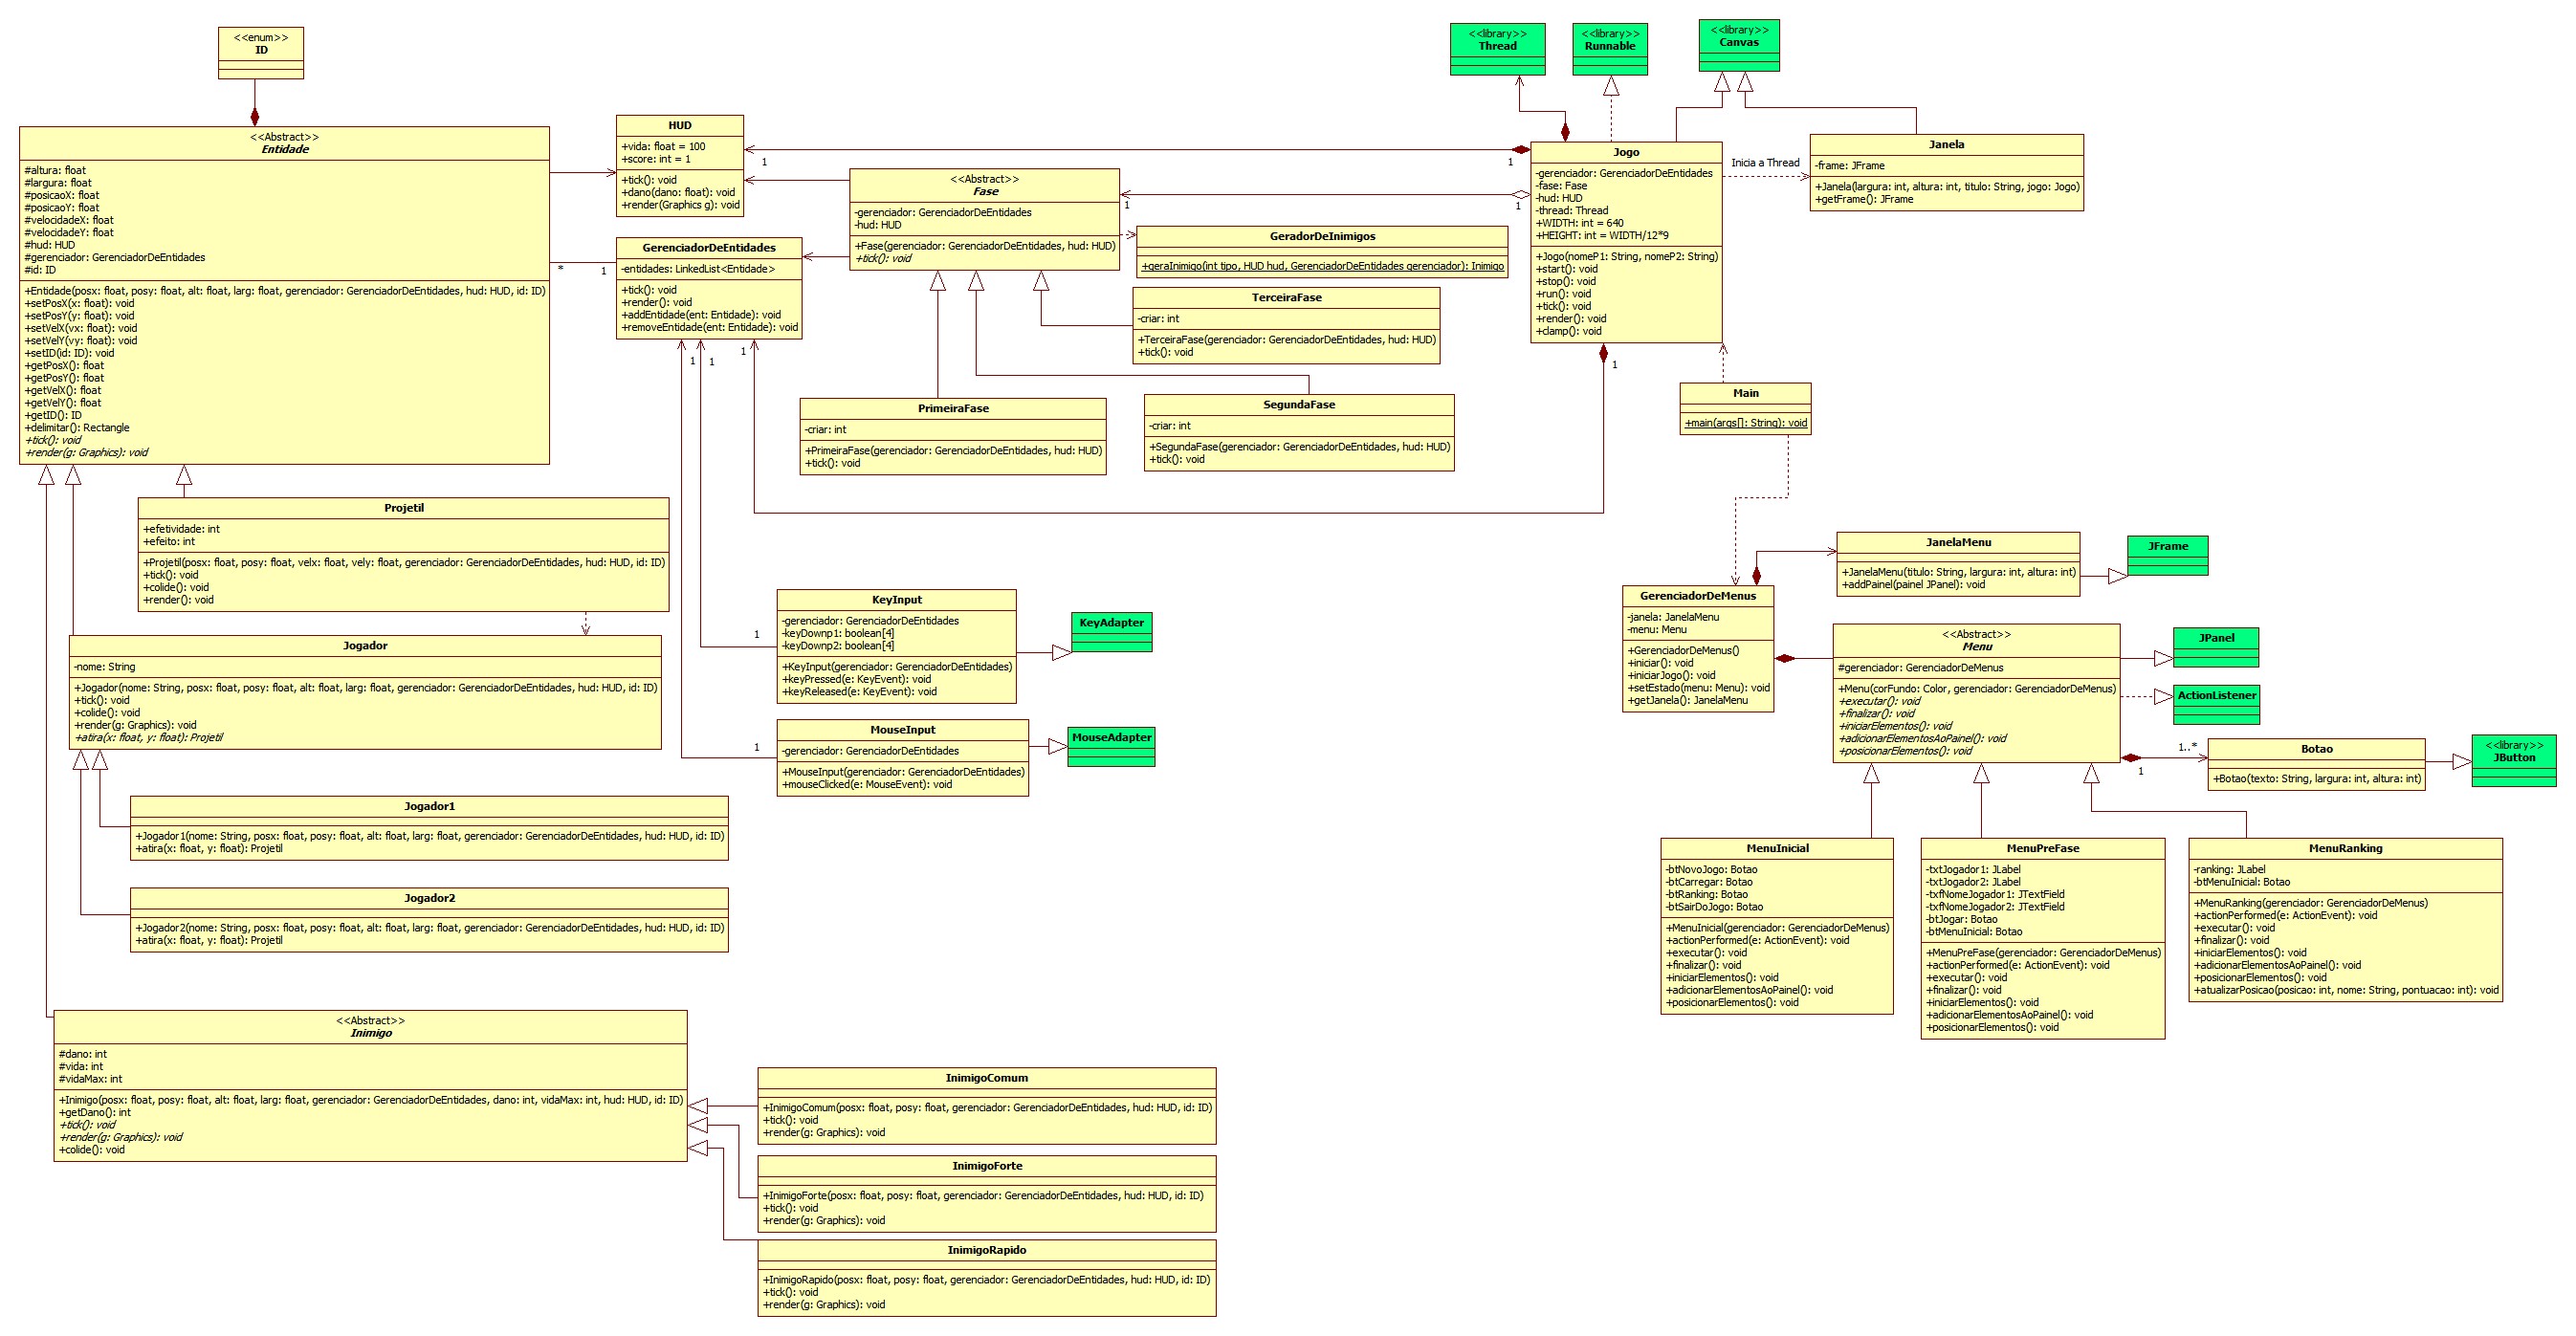 <<enum>>
ID
<<Abstract>>
Entidade
#altura: float
#largura: float
#posicaoX: float
#posicaoY: float
#velocidadeX: float
#velocidadeY: float
#hud: HUD
#gerenciador: GerenciadorDeEntidades
#id: ID
+Entidade(posx: float, posy: float, alt: float, larg: float, gerenciador: GerenciadorDeEntidades, hud: HUD, id: ID)
+setPosX(x: float): void
+setPosY(y: float): void
+setVelX(vx: float): void
+setVelY(vy: float): void
+setID(id: ID): void
+getPosX(): float
+getPosY(): float
+getVelX(): float
+getVelY(): float
+getID(): ID
+delimitar(): Rectangle
+tick(): void
+render(g: Graphics): void
HUD
+vida: float = 100
+score: int = 1
+tick(): void
+dano(dano: float): void
+render(Graphics g): void
1
1
GerenciadorDeEntidades
-entidades: LinkedList<Entidade>
+tick(): void
+render(): void
+addEntidade(ent: Entidade): void
+removeEntidade(ent: Entidade): void
*
1
1
1
1
<<Abstract>>
Fase
-gerenciador: GerenciadorDeEntidades
-hud: HUD
+Fase(gerenciador: GerenciadorDeEntidades, hud: HUD)
+tick(): void
1
1
GeradorDeInimigos
+geraInimigo(int tipo, HUD hud, GerenciadorDeEntidades gerenciador): Inimigo
TerceiraFase
-criar: int
+TerceiraFase(gerenciador: GerenciadorDeEntidades, hud: HUD)
+tick(): void
PrimeiraFase
-criar: int
+PrimeiraFase(gerenciador: GerenciadorDeEntidades, hud: HUD)
+tick(): void
SegundaFase
-criar: int
+SegundaFase(gerenciador: GerenciadorDeEntidades, hud: HUD)
+tick(): void
<<library>>
Thread
<<library>>
Runnable
<<library>>
Canvas
Jogo
-gerenciador: GerenciadorDeEntidades
-fase: Fase
-hud: HUD
-thread: Thread
+WIDTH: int = 640
+HEIGHT: int = WIDTH/12*9
+Jogo(nomeP1: String, nomeP2: String)
+start(): void
+stop(): void
+run(): void
+tick(): void
+render(): void
+clamp(): void
1
Inicia a Thread
Janela
-frame: JFrame
+Janela(largura: int, altura: int, titulo: String, jogo: Jogo)
+getFrame(): JFrame
Main
+main(args[]: String): void
Projetil
+efetividade: int
+efeito: int
+Projetil(posx: float, posy: float, velx: float, vely: float, gerenciador: GerenciadorDeEntidades, hud: HUD, id: ID)
+tick(): void
+colide(): void
+render(): void
Jogador
-nome: String
+Jogador(nome: String, posx: float, posy: float, alt: float, larg: float, gerenciador: GerenciadorDeEntidades, hud: HUD, id: ID)
+tick(): void
+colide(): void
+render(g: Graphics): void
+atira(x: float, y: float): Projetil
Jogador1
+Jogador1(nome: String, posx: float, posy: float, alt: float, larg: float, gerenciador: GerenciadorDeEntidades, hud: HUD, id: ID)
+atira(x: float, y: float): Projetil
Jogador2
+Jogador2(nome: String, posx: float, posy: float, alt: float, larg: float, gerenciador: GerenciadorDeEntidades, hud: HUD, id: ID)
+atira(x: float, y: float): Projetil
KeyInput
-gerenciador: GerenciadorDeEntidades
-keyDownp1: boolean[4]
-keyDownp2: boolean[4]
+KeyInput(gerenciador: GerenciadorDeEntidades)
+keyPressed(e: KeyEvent): void
+keyReleased(e: KeyEvent): void
1
KeyAdapter
MouseInput
-gerenciador: GerenciadorDeEntidades
+MouseInput(gerenciador: GerenciadorDeEntidades)
+mouseClicked(e: MouseEvent): void
1
MouseAdapter
GerenciadorDeMenus
-janela: JanelaMenu
-menu: Menu
+GerenciadorDeMenus()
+iniciar(): void
+iniciarJogo(): void
+setEstado(menu: Menu): void
+getJanela(): JanelaMenu
JanelaMenu
+JanelaMenu(titulo: String, largura: int, altura: int)
+addPainel(painel JPanel): void
JFrame
<<Abstract>>
Menu
#gerenciador: GerenciadorDeMenus
+Menu(corFundo: Color, gerenciador: GerenciadorDeMenus)
+executar(): void
+finalizar(): void
+iniciarElementos(): void
+adicionarElementosAoPainel(): void
+posicionarElementos(): void
JPanel
ActionListener
1
1..*
Botao
+Botao(texto: String, largura: int, altura: int)
<<library>>
JButton
MenuInicial
-btNovoJogo: Botao
-btCarregar: Botao
-btRanking: Botao
-btSairDoJogo: Botao
+MenuInicial(gerenciador: GerenciadorDeMenus)
+actionPerformed(e: ActionEvent): void
+executar(): void
+finalizar(): void
+iniciarElementos(): void
+adicionarElementosAoPainel(): void
+posicionarElementos(): void
MenuPreFase
-txtJogador1: JLabel
-txtJogador2: JLabel
-txfNomeJogador1: JTextField
-txfNomeJogador2: JTextField
-btJogar: Botao
-btMenuInicial: Botao
+MenuPreFase(gerenciador: GerenciadorDeMenus)
+actionPerformed(e: ActionEvent): void
+executar(): void
+finalizar(): void
+iniciarElementos(): void
+adicionarElementosAoPainel(): void
+posicionarElementos(): void
MenuRanking
-ranking: JLabel
-btMenuInicial: Botao
+MenuRanking(gerenciador: GerenciadorDeMenus)
+actionPerformed(e: ActionEvent): void
+executar(): void
+finalizar(): void
+iniciarElementos(): void
+adicionarElementosAoPainel(): void
+posicionarElementos(): void
+atualizarPosicao(posicao: int, nome: String, pontuacao: int): void
<<Abstract>>
Inimigo
#dano: int
#vida: int
#vidaMax: int
+Inimigo(posx: float, posy: float, alt: float, larg: float, gerenciador: GerenciadorDeEntidades, dano: int, vidaMax: int, hud: HUD, id: ID)
+getDano(): int
+tick(): void
+render(g: Graphics): void
+colide(): void
InimigoComum
+InimigoComum(posx: float, posy: float, gerenciador: GerenciadorDeEntidades, hud: HUD, id: ID)
+tick(): void
+render(g: Graphics): void
InimigoForte
+InimigoForte(posx: float, posy: float, gerenciador: GerenciadorDeEntidades, hud: HUD, id: ID)
+tick(): void
+render(g: Graphics): void
InimigoRapido
+InimigoRapido(posx: float, posy: float, gerenciador: GerenciadorDeEntidades, hud: HUD, id: ID)
+tick(): void
+render(g: Graphics): void